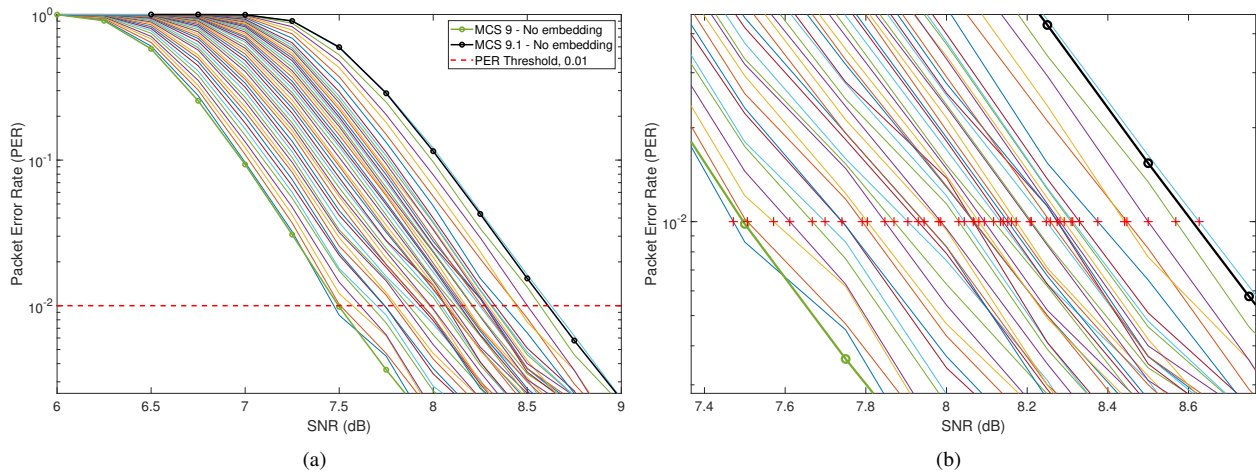 MCS 9 - No embedding
MCS 9.1 - No embedding
PER Threshold, 0.01
Packet Error Rate (PER)
10^0
10^-1
10^-2
6 6.5 7 7.5 8 8.5 9
SNR (dB)
(a)
Packet Error Rate (PER)
10^-2
7.4 7.6 7.8 8 8.2 8.4 8.6
SNR (dB)
(b)